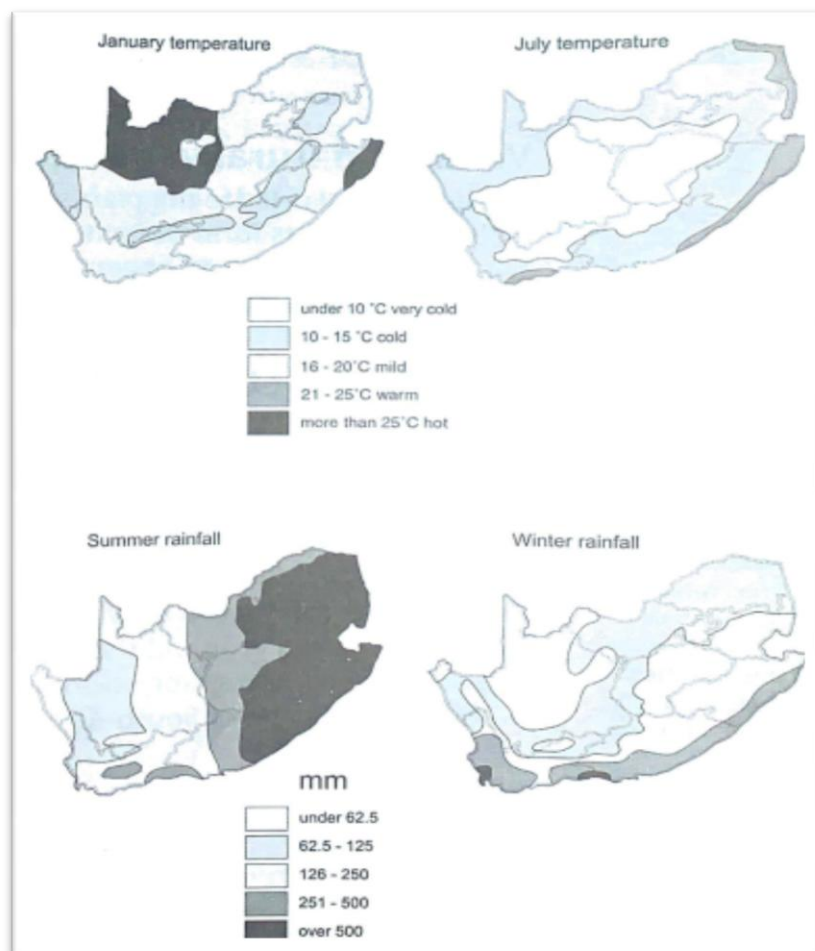 January temperature
July temperature
under 10 °C very cold
10 - 15 °C cold
16 - 20°C mild
21 - 25°C warm
more than 25°C hot
Summer rainfall
Winter rainfall
mm
under 62.5
62.5 - 125
126 - 250
251 - 500
over 500